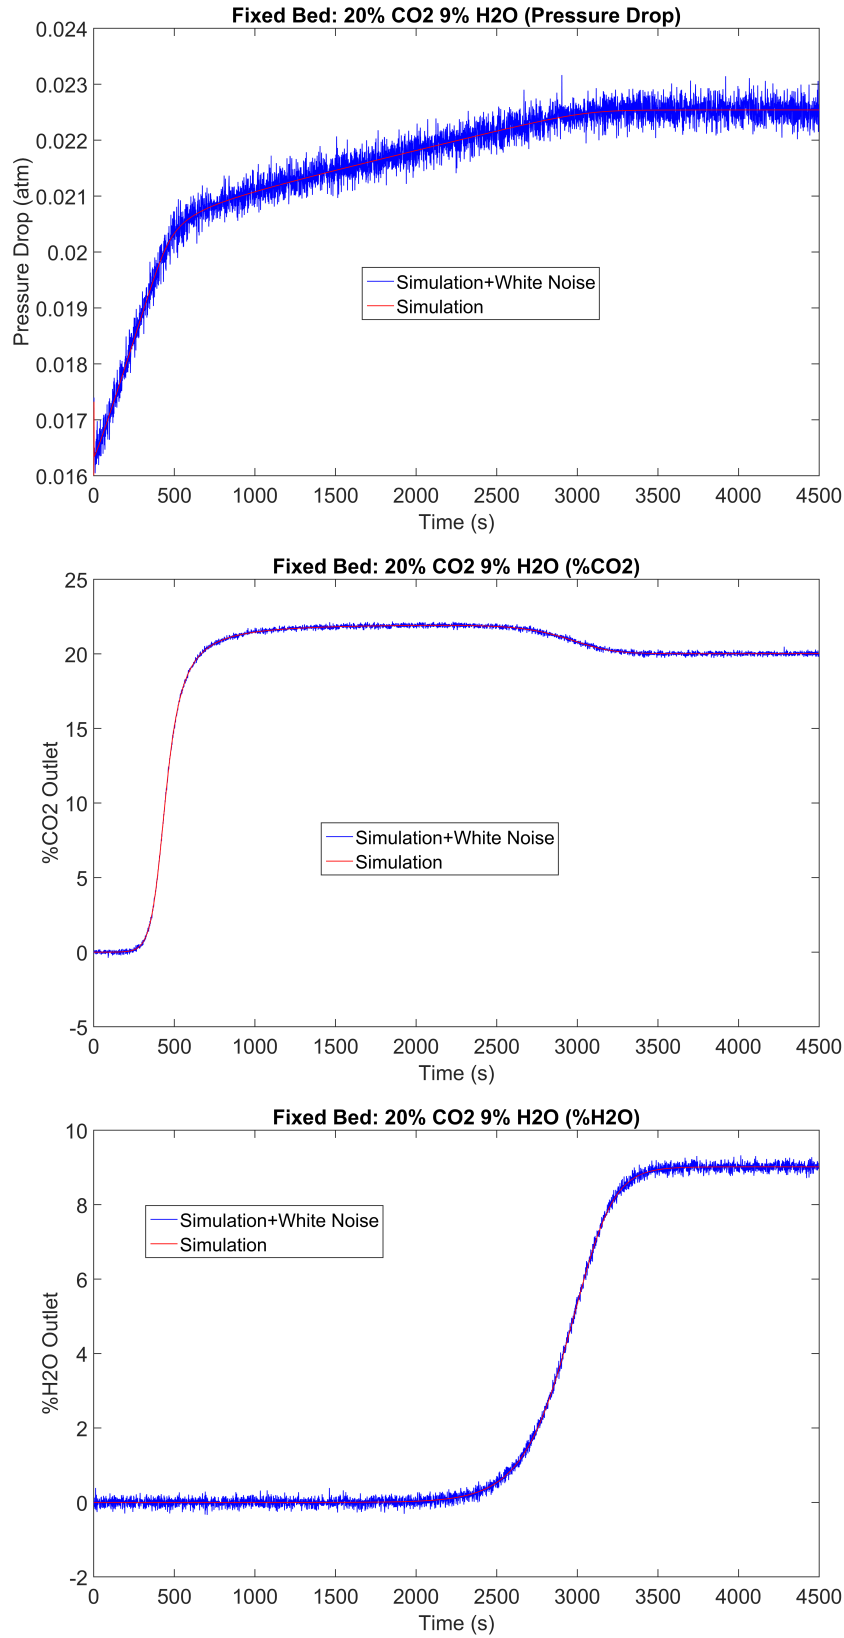 Fixed Bed: 20% CO2 9% H2O (Pressure Drop)
0.024
0.023
0.022
0.021
0.02
0.019
0.018
0.017
0.016
Pressure Drop (atm)
Simulation+White Noise
Simulation
0 500 1000 1500 2000 2500 3000 3500 4000 4500
Time (s)
Fixed Bed: 20% CO2 9% H2O (%CO2)
25
20
15
10
5
0
-5
%CO2 Outlet
Simulation+White Noise
Simulation
0 500 1000 1500 2000 2500 3000 3500 4000 4500
Time (s)
Fixed Bed: 20% CO2 9% H2O (%H2O)
10
8
6
4
2
0
-2
%H2O Outlet
Simulation+White Noise
Simulation
0 500 1000 1500 2000 2500 3000 3500 4000 4500
Time (s)